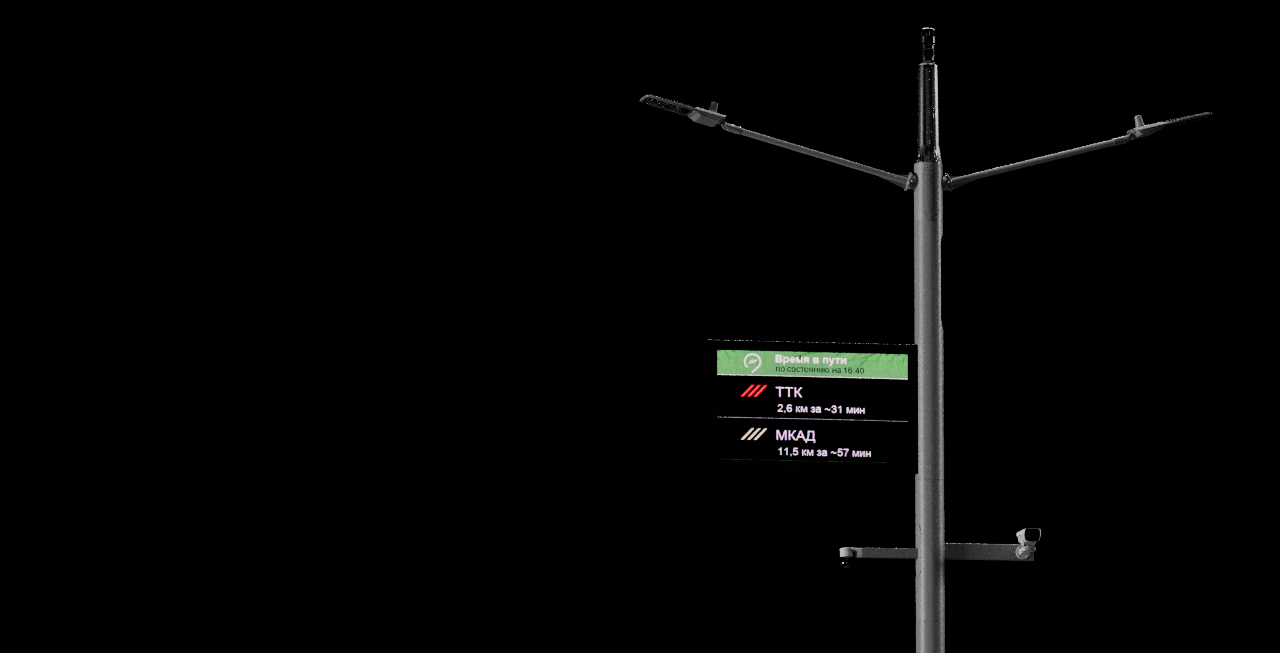 Время в пути
по состоянию на 16:40
ТТК
2,6 км за ~31 мин
МКАД
11,5 км за ~57 мин